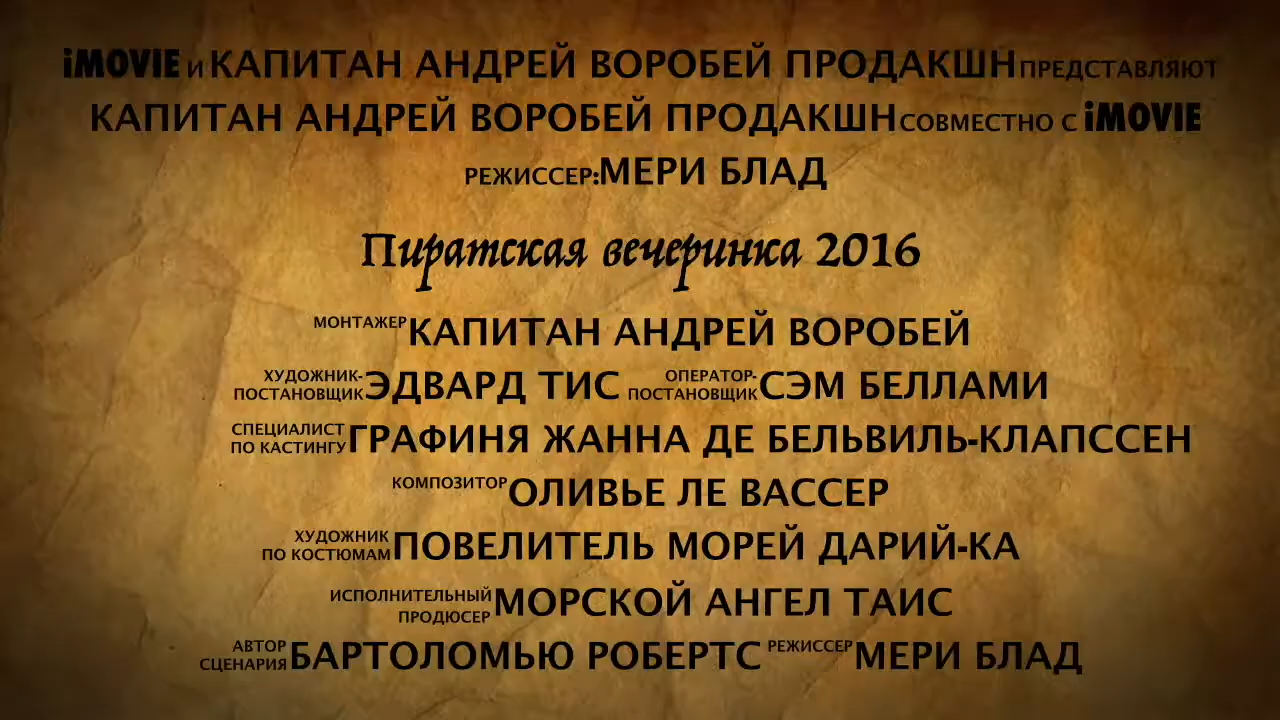 iMOVIE И КАПИТАН АНДРЕЙ ВОРОБЕЙ ПРОДАКШН ПРЕДСТАВЛЯЮТ
КАПИТАН АНДРЕЙ ВОРОБЕЙ ПРОДАКШН СОВМЕСТНО С iMOVIE
РЕЖИССЕР: МЕРИ БЛАД
Пиратская вечеринка 2016
МОНТАЖЕР КАПИТАН АНДРЕЙ ВОРОБЕЙ
ХУДОЖНИК-ПОСТАНОВЩИК ЭДВАРД ТИС ОПЕРАТОР-ПОСТАНОВЩИК СЭМ БЕЛЛАМИ
СПЕЦИАЛИСТ ПО КАСТИНГУ ГРАФИНЯ ЖАННА ДЕ БЕЛЬВИЛЬ-КЛАПССЕН
КОМПОЗИТОР ОЛИВЬЕ ЛЕ ВАССЕР
ХУДОЖНИК ПО КОСТЮМАМ ПОВЕЛИТЕЛЬ МОРЕЙ ДАРИЙ-КА
ИСПОЛНИТЕЛЬНЫЙ ПРОДЮСЕР МОРСКОЙ АНГЕЛ ТАИС
АВТОР СЦЕНАРИЯ БАРТОЛОМЬЮ РОБЕРТС РЕЖИССЕР МЕРИ БЛАД